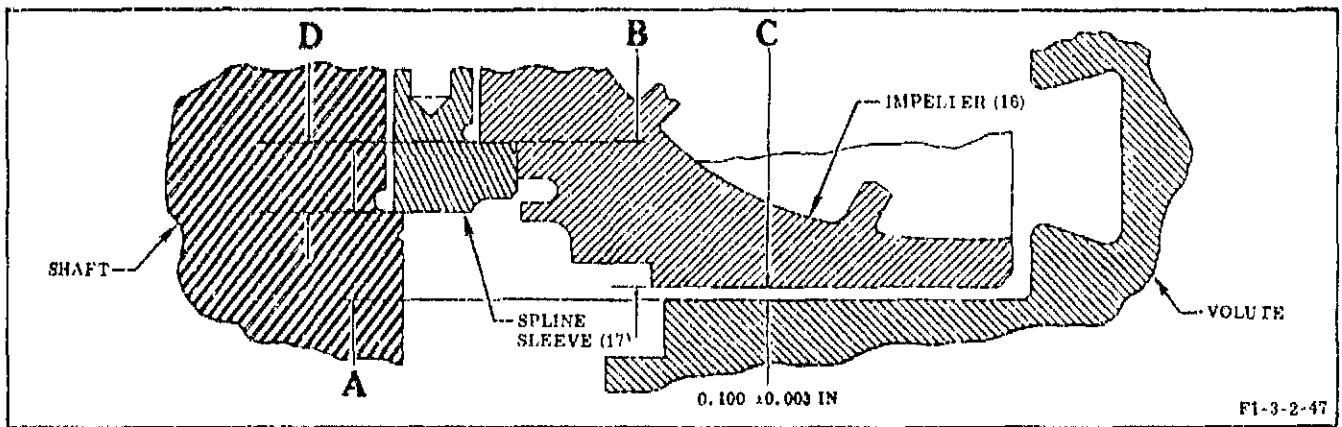 D
B
C
IMPELLER (16)
SHAFT
SPLINE
SLEEVE (17)
VOLUTE
A
0.100 ±0.003 IN
F1-3-2-47